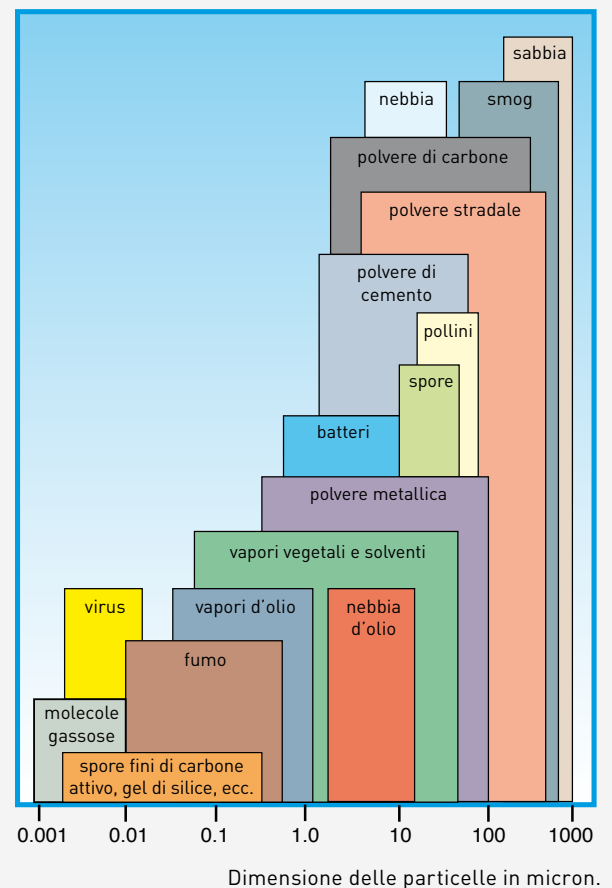 sabbia
nebbia
smog
polvere di carbone
polvere stradale
polvere di
cemento
pollini
spore
batteri
polvere metallica
vapori vegetali e solventi
virus
vapori d'olio
nebbia
d'olio
fumo
molecole
gassose
spore fini di carbone
attivo, gel di silice, ecc.
0.001 0.01 0.1 1.0 10 100 1000
Dimensione delle particelle in micron.